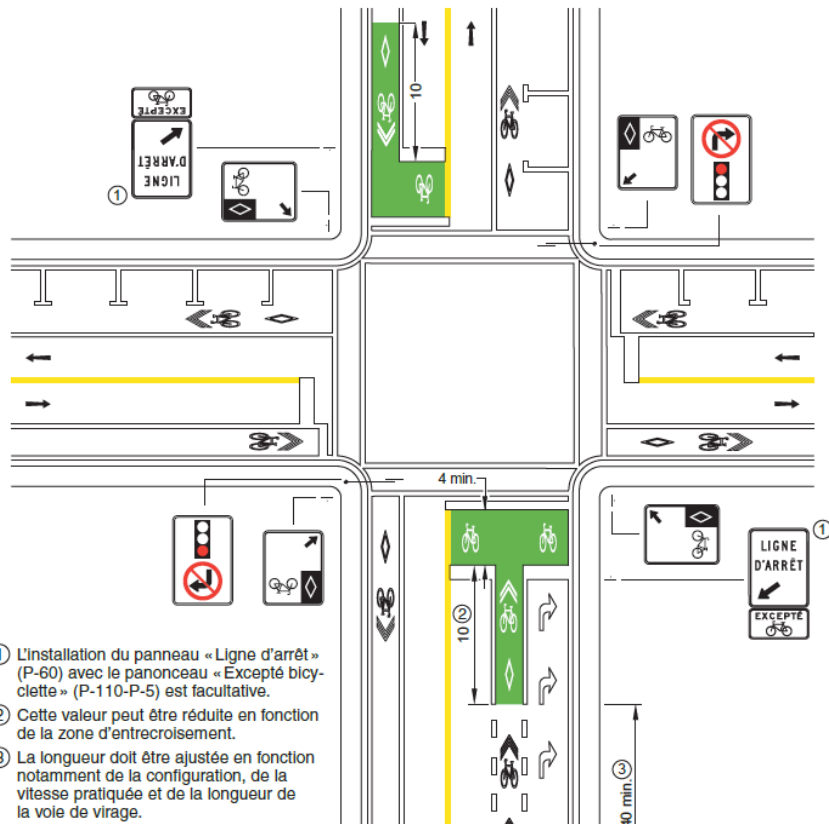 10
EXCEPTÉ
LIGNE
D'ARRÊT
①
4 min.
② 10
①
LIGNE
D'ARRÊT
EXCEPTÉ
③ 40 min.
① L'installation du panneau « Ligne d'arrêt »
(P-60) avec le panonceau « Excepté bicy-
clette » (P-110-P-5) est facultative.
② Cette valeur peut être réduite en fonction
de la zone d'entrecroisement.
③ La longueur doit être ajustée en fonction
notamment de la configuration, de la
vitesse pratiquée et de la longueur de
la voie de virage.